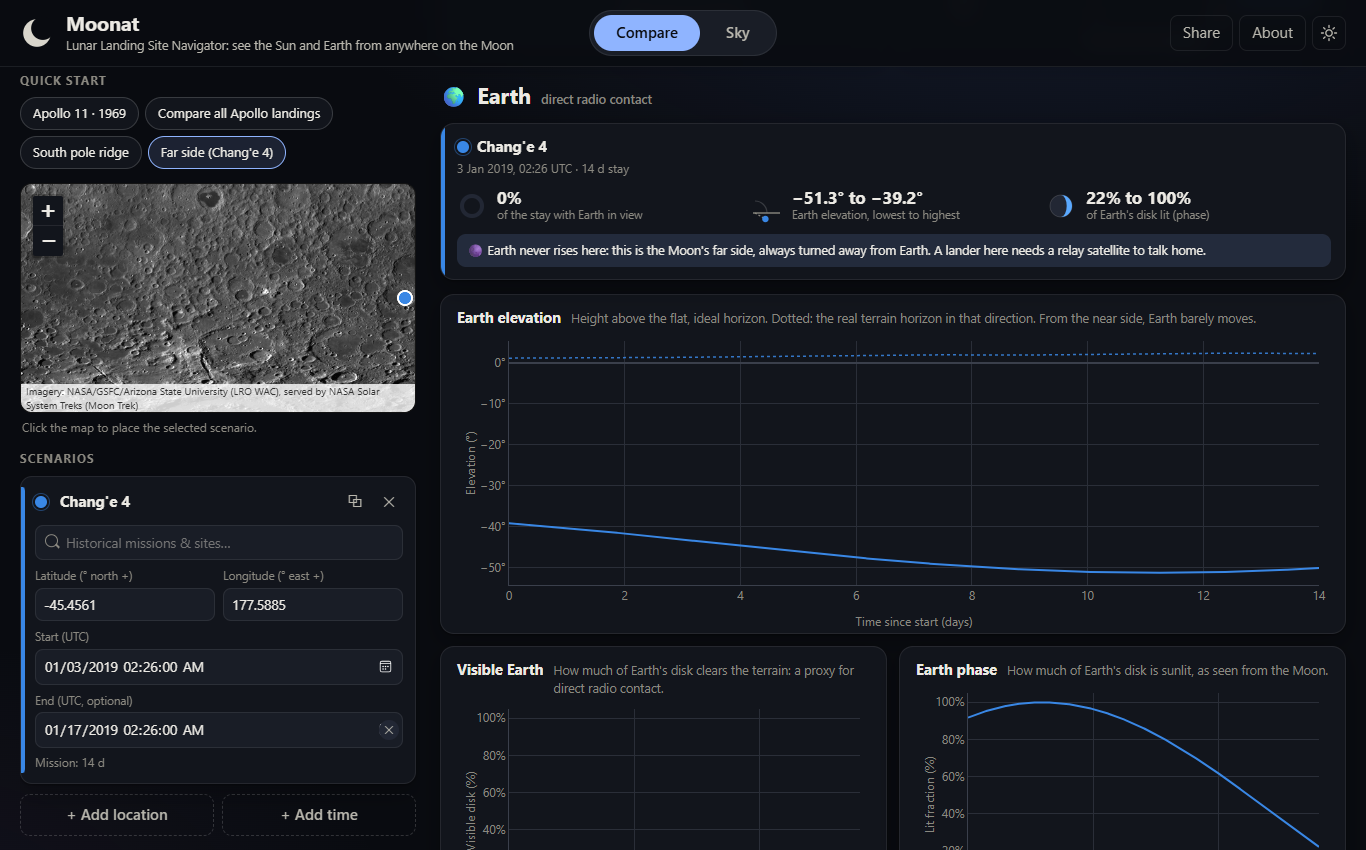 Moonat
Lunar Landing Site Navigator: see the Sun and Earth from anywhere on the Moon
Compare
Sky
Share
About
QUICK START
Apollo 11 · 1969
Compare all Apollo landings
South pole ridge
Far side (Chang'e 4)
+
−
Imagery: NASA/GSFC/Arizona State University (LRO WAC), served by NASA Solar
System Treks (Moon Trek)
Click the map to place the selected scenario.
SCENARIOS
Chang'e 4
Historical missions & sites...
Latitude (° north +)
Longitude (° east +)
-45.4561
177.5885
Start (UTC)
01/03/2019 02:26:00 AM
End (UTC, optional)
01/17/2019 02:26:00 AM
Mission: 14 d
+ Add location
+ Add time
Earth direct radio contact
Chang'e 4
3 Jan 2019, 02:26 UTC · 14 d stay
0%
of the stay with Earth in view
−51.3° to −39.2°
Earth elevation, lowest to highest
22% to 100%
of Earth's disk lit (phase)
Earth never rises here: this is the Moon's far side, always turned away from Earth. A lander here needs a relay satellite to talk home.
Earth elevation Height above the flat, ideal horizon. Dotted: the real terrain horizon in that direction. From the near side, Earth barely moves.
Elevation (°)
0°
−10°
−20°
−30°
−40°
−50°
0 2 4 6 8 10 12 14
Time since start (days)
Visible Earth How much of Earth's disk clears the terrain: a proxy for
direct radio contact.
Visible disk (%)
100%
80%
60%
40%
Earth phase How much of Earth's disk is sunlit, as seen from the Moon.
Lit fraction (%)
100%
80%
60%
40%
20%